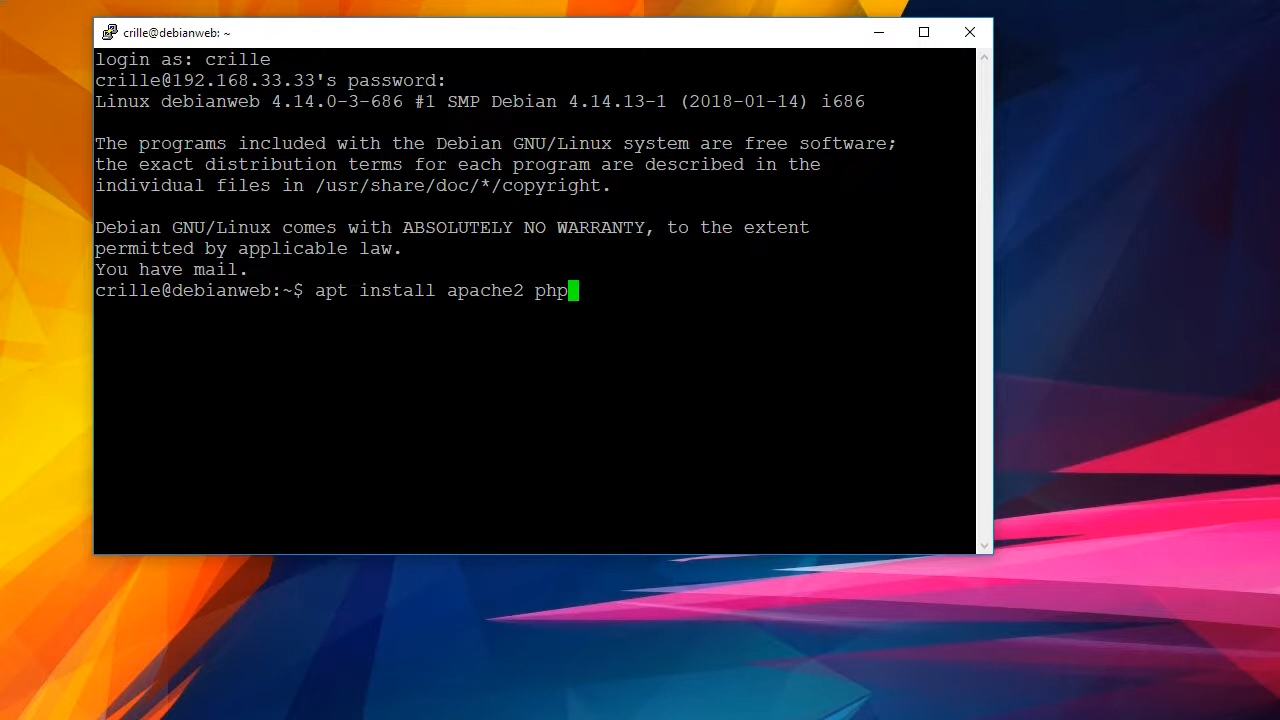 crille@debianweb: ~
login as: crille
crille@192.168.33.33's password:
Linux debianweb 4.14.0-3-686 #1 SMP Debian 4.14.13-1 (2018-01-14) i686
The programs included with the Debian GNU/Linux system are free software;
the exact distribution terms for each program are described in the
individual files in /usr/share/doc/*/copyright.
Debian GNU/Linux comes with ABSOLUTELY NO WARRANTY, to the extent
permitted by applicable law.
You have mail.
crille@debianweb:~$ apt install apache2 php